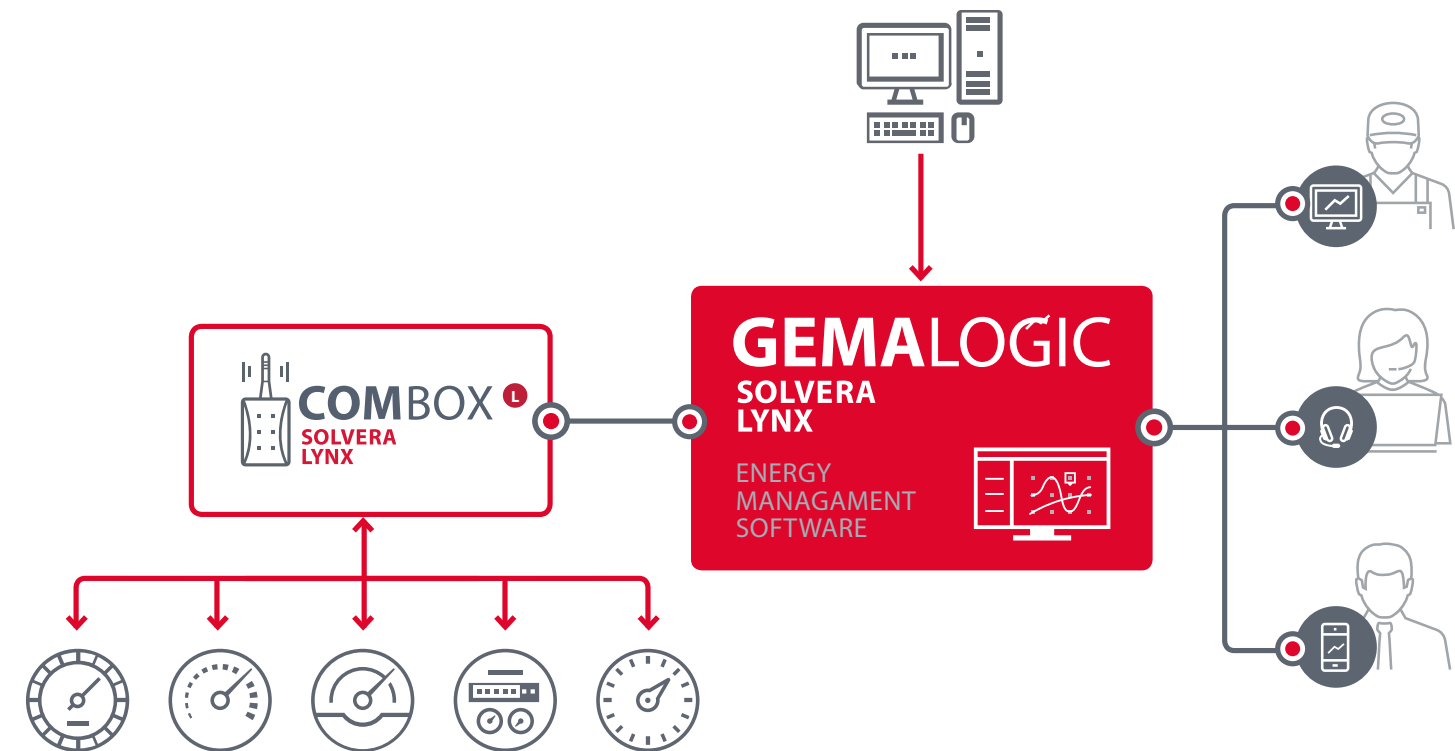 COMBOX L
SOLVERA
LYNX
GEMALOGIC
SOLVERA
LYNX
ENERGY
MANAGAMENT
SOFTWARE